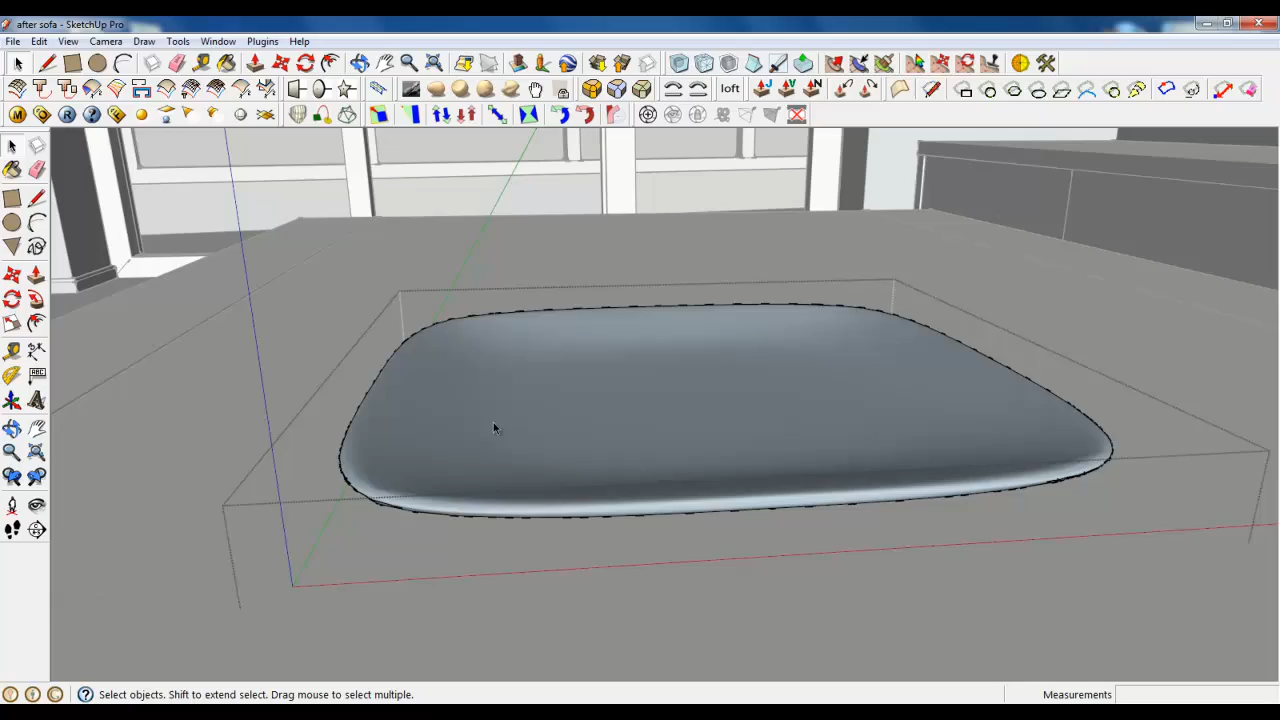 after sofa - SketchUp Pro
File Edit View Camera Draw Tools Window Plugins Help
loft
J V N
M R ?
ABC
Select objects. Shift to extend select. Drag mouse to select multiple.
Measurements